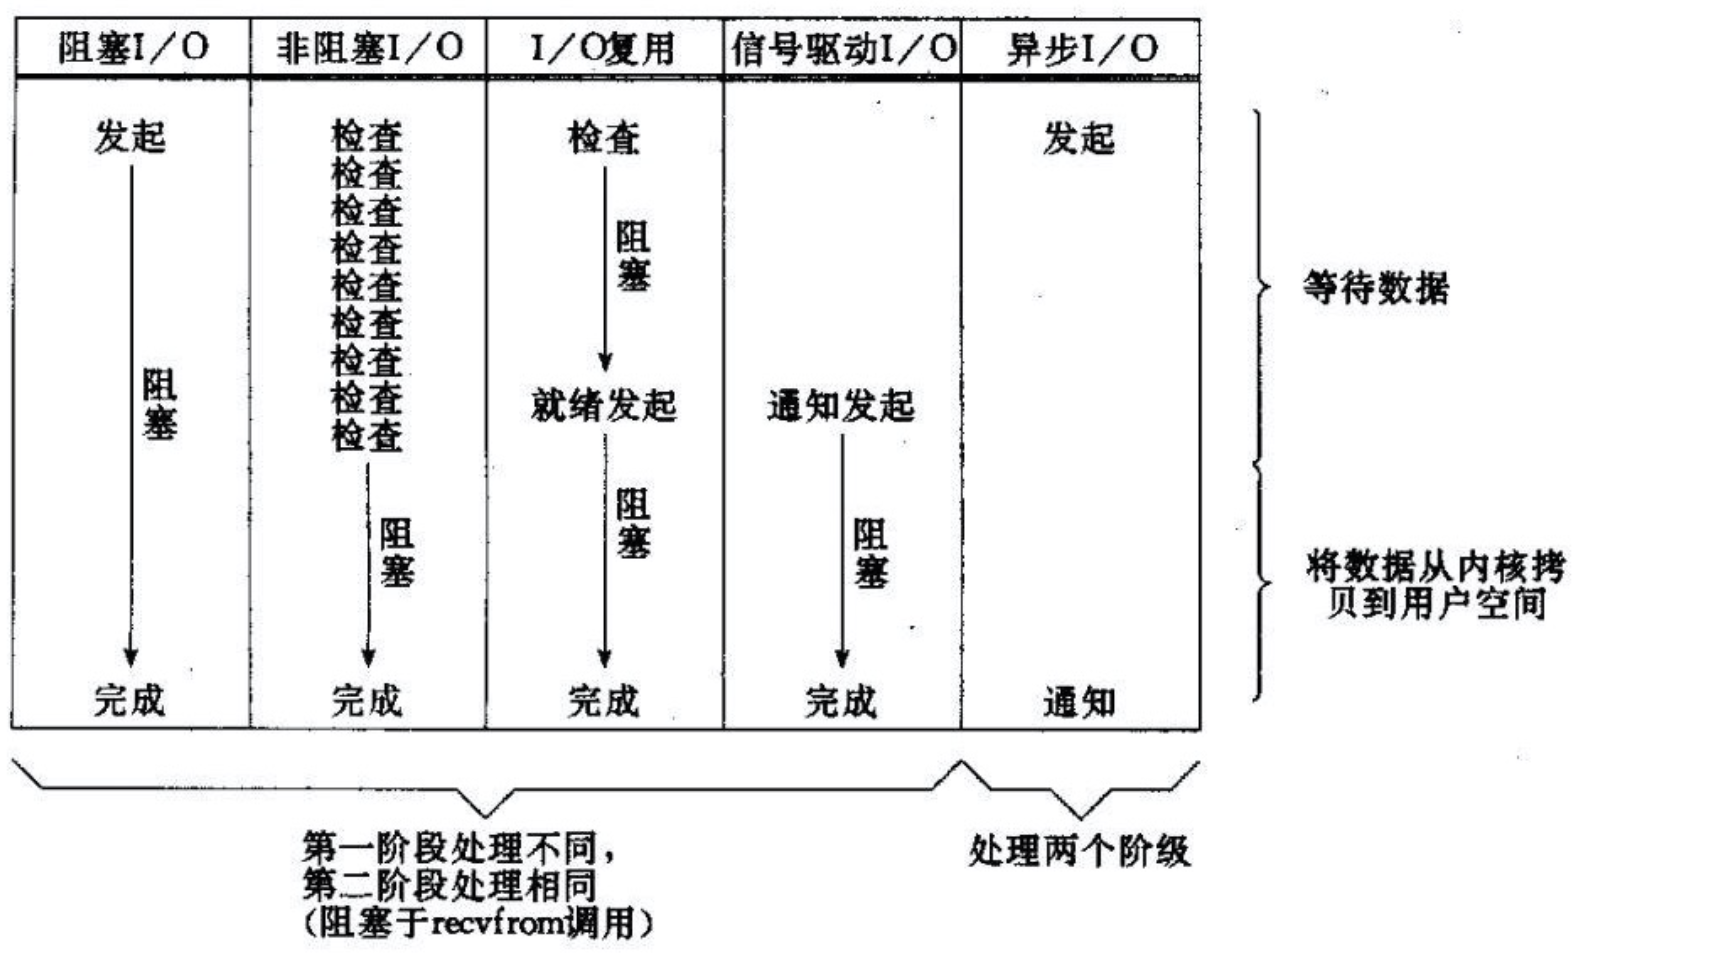 阻塞I/O 非阻塞I/O I/O复用 信号驱动I/O 异步I/O
发起 检查 检查 发起
检查
检查
检查
检查
检查
检查
检查
检查
阻塞
等待数据
阻塞
就绪发起 通知发起
阻塞
阻塞
阻塞
将数据从内核拷
贝到用户空间
完成 完成 完成 完成 通知
第一阶段处理不同，
第二阶段处理相同
(阻塞于recvfrom调用)
处理两个阶级